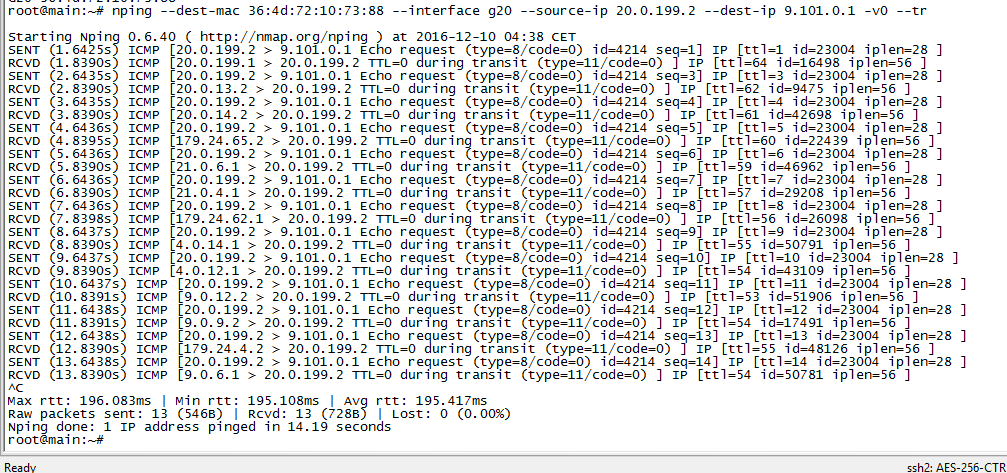 root@main:~# nping --dest-mac 36:4d:72:10:73:88 --interface g20 --source-ip 20.0.199.2 --dest-ip 9.101.0.1 -v0 --tr
Starting Nping 0.6.40 ( http://nmap.org/nping ) at 2016-12-10 04:38 CET
SENT (1.6425s) ICMP [20.0.199.2 > 9.101.0.1 Echo request (type=8/code=0) id=4214 seq=1] IP [ttl=1 id=23004 iplen=28 ]
RCVD (1.8390s) ICMP [20.0.199.1 > 20.0.199.2 TTL=0 during transit (type=11/code=0) ] IP [ttl=64 id=16498 iplen=56 ]
SENT (2.6435s) ICMP [20.0.199.2 > 9.101.0.1 Echo request (type=8/code=0) id=4214 seq=3] IP [ttl=3 id=23004 iplen=28 ]
RCVD (2.8390s) ICMP [20.0.13.2 > 20.0.199.2 TTL=0 during transit (type=11/code=0) ] IP [ttl=62 id=9475 iplen=56 ]
SENT (3.6435s) ICMP [20.0.199.2 > 9.101.0.1 Echo request (type=8/code=0) id=4214 seq=4] IP [ttl=4 id=23004 iplen=28 ]
RCVD (3.8390s) ICMP [20.0.14.2 > 20.0.199.2 TTL=0 during transit (type=11/code=0) ] IP [ttl=61 id=42698 iplen=56 ]
SENT (4.6436s) ICMP [20.0.199.2 > 9.101.0.1 Echo request (type=8/code=0) id=4214 seq=5] IP [ttl=5 id=23004 iplen=28 ]
RCVD (4.8395s) ICMP [179.24.65.2 > 20.0.199.2 TTL=0 during transit (type=11/code=0) ] IP [ttl=60 id=22439 iplen=56 ]
SENT (5.6436s) ICMP [20.0.199.2 > 9.101.0.1 Echo request (type=8/code=0) id=4214 seq=6] IP [ttl=6 id=23004 iplen=28 ]
RCVD (5.8390s) ICMP [21.0.6.1 > 20.0.199.2 TTL=0 during transit (type=11/code=0) ] IP [ttl=59 id=46962 iplen=56 ]
SENT (6.6436s) ICMP [20.0.199.2 > 9.101.0.1 Echo request (type=8/code=0) id=4214 seq=7] IP [ttl=7 id=23004 iplen=28 ]
RCVD (6.8390s) ICMP [21.0.4.1 > 20.0.199.2 TTL=0 during transit (type=11/code=0) ] IP [ttl=57 id=29208 iplen=56 ]
SENT (7.6436s) ICMP [20.0.199.2 > 9.101.0.1 Echo request (type=8/code=0) id=4214 seq=8] IP [ttl=8 id=23004 iplen=28 ]
RCVD (7.8398s) ICMP [179.24.62.1 > 20.0.199.2 TTL=0 during transit (type=11/code=0) ] IP [ttl=56 id=26098 iplen=56 ]
SENT (8.6437s) ICMP [20.0.199.2 > 9.101.0.1 Echo request (type=8/code=0) id=4214 seq=9] IP [ttl=9 id=23004 iplen=28 ]
RCVD (8.8390s) ICMP [4.0.14.1 > 20.0.199.2 TTL=0 during transit (type=11/code=0) ] IP [ttl=55 id=50791 iplen=56 ]
SENT (9.6437s) ICMP [20.0.199.2 > 9.101.0.1 Echo request (type=8/code=0) id=4214 seq=10] IP [ttl=10 id=23004 iplen=28 ]
RCVD (9.8390s) ICMP [4.0.12.1 > 20.0.199.2 TTL=0 during transit (type=11/code=0) ] IP [ttl=54 id=43109 iplen=56 ]
SENT (10.6437s) ICMP [20.0.199.2 > 9.101.0.1 Echo request (type=8/code=0) id=4214 seq=11] IP [ttl=11 id=23004 iplen=28 ]
RCVD (10.8391s) ICMP [9.0.12.2 > 20.0.199.2 TTL=0 during transit (type=11/code=0) ] IP [ttl=53 id=51906 iplen=56 ]
SENT (11.6438s) ICMP [20.0.199.2 > 9.101.0.1 Echo request (type=8/code=0) id=4214 seq=12] IP [ttl=12 id=23004 iplen=28 ]
RCVD (11.8391s) ICMP [9.0.9.2 > 20.0.199.2 TTL=0 during transit (type=11/code=0) ] IP [ttl=54 id=17491 iplen=56 ]
SENT (12.6438s) ICMP [20.0.199.2 > 9.101.0.1 Echo request (type=8/code=0) id=4214 seq=13] IP [ttl=13 id=23004 iplen=28 ]
RCVD (12.8390s) ICMP [179.24.4.2 > 20.0.199.2 TTL=0 during transit (type=11/code=0) ] IP [ttl=55 id=48126 iplen=56 ]
SENT (13.6438s) ICMP [20.0.199.2 > 9.101.0.1 Echo request (type=8/code=0) id=4214 seq=14] IP [ttl=14 id=23004 iplen=28 ]
RCVD (13.8390s) ICMP [9.0.6.1 > 20.0.199.2 TTL=0 during transit (type=11/code=0) ] IP [ttl=54 id=50781 iplen=56 ]
^C
Max rtt: 196.083ms | Min rtt: 195.108ms | Avg rtt: 195.417ms
Raw packets sent: 13 (546B) | Rcvd: 13 (728B) | Lost: 0 (0.00%)
Nping done: 1 IP address pinged in 14.19 seconds
root@main:~#
Ready ssh2: AES-256-CTR